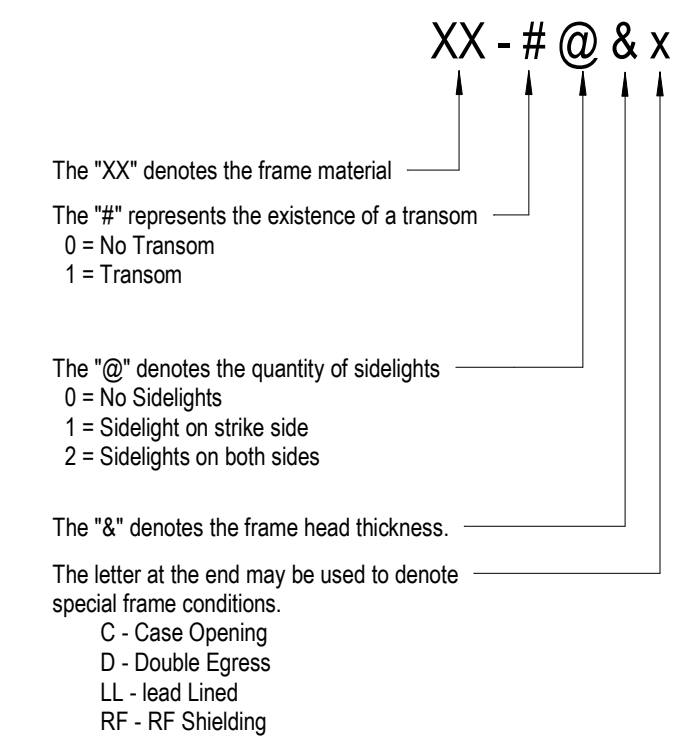 XX - # @ & x
The "XX" denotes the frame material
The "#" represents the existence of a transom
0 = No Transom
1 = Transom
The "@" denotes the quantity of sidelights
0 = No Sidelights
1 = Sidelight on strike side
2 = Sidelights on both sides
The "&" denotes the frame head thickness.
The letter at the end may be used to denote
special frame conditions.
C - Case Opening
D - Double Egress
LL - lead Lined
RF - RF Shielding